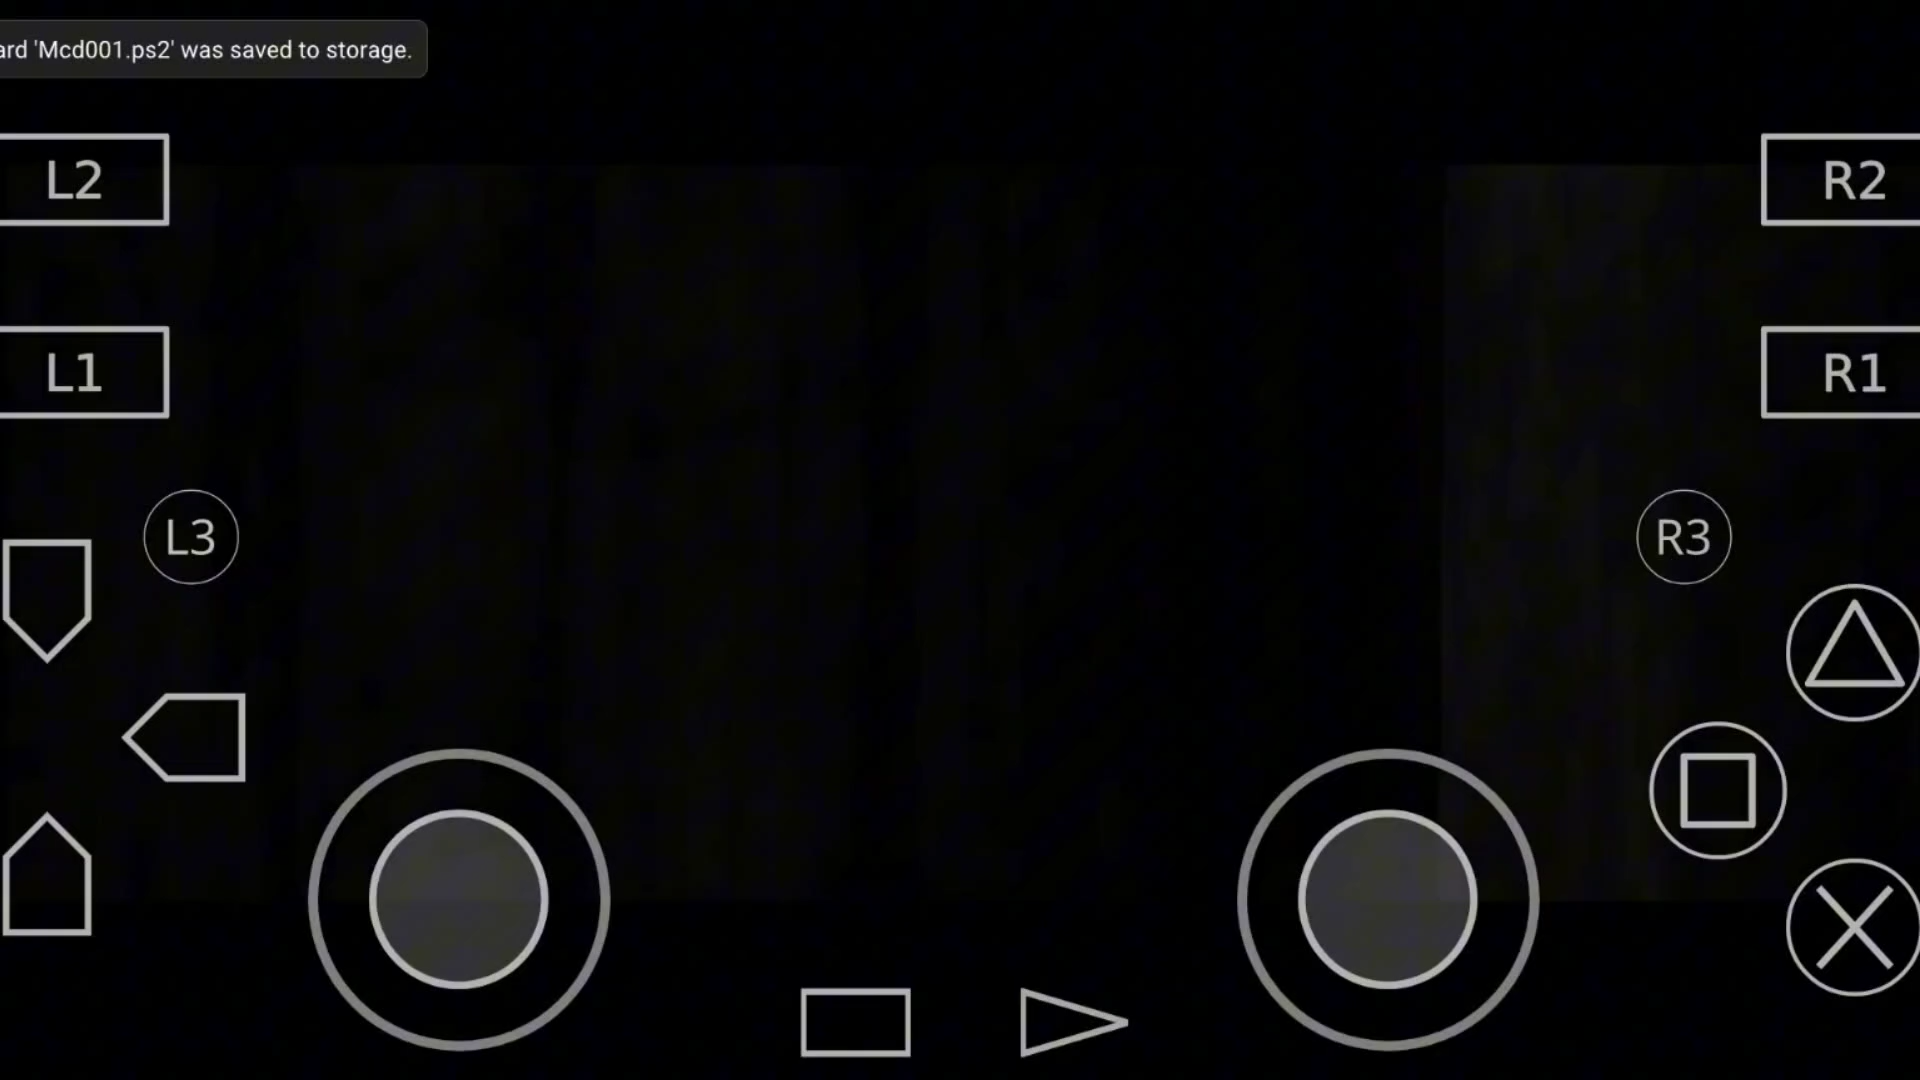 ard 'Mcd001.ps2' was saved to storage.
L2
R2
L1
R1
L3
R3